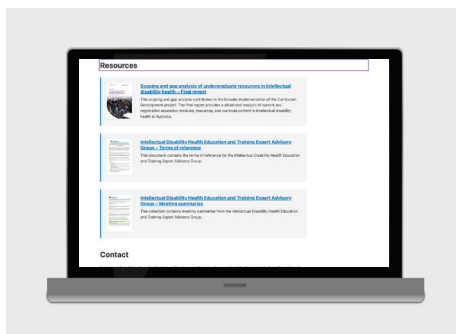 Resources
Scoping and gap analysis of undergraduate resources in intellectual
disability health – Final report
This scoping and gap analysis contributes to the broader implementation of the Curriculum
Development project. The final report provides a situational analysis of current pre-
registration education modules, resources, and curricula content in intellectual disability
health in Australia.
Intellectual Disability Health Education and Training Expert Advisory
Group – Terms of reference
This document contains the terms of reference for the Intellectual Disability Health Education
and Training Expert Advisory Group.
Intellectual Disability Health Education and Training Expert Advisory
Group – Meeting summaries
This collection contains meeting summaries from the Intellectual Disability Health Education
and Training Expert Advisory Group.
Contact